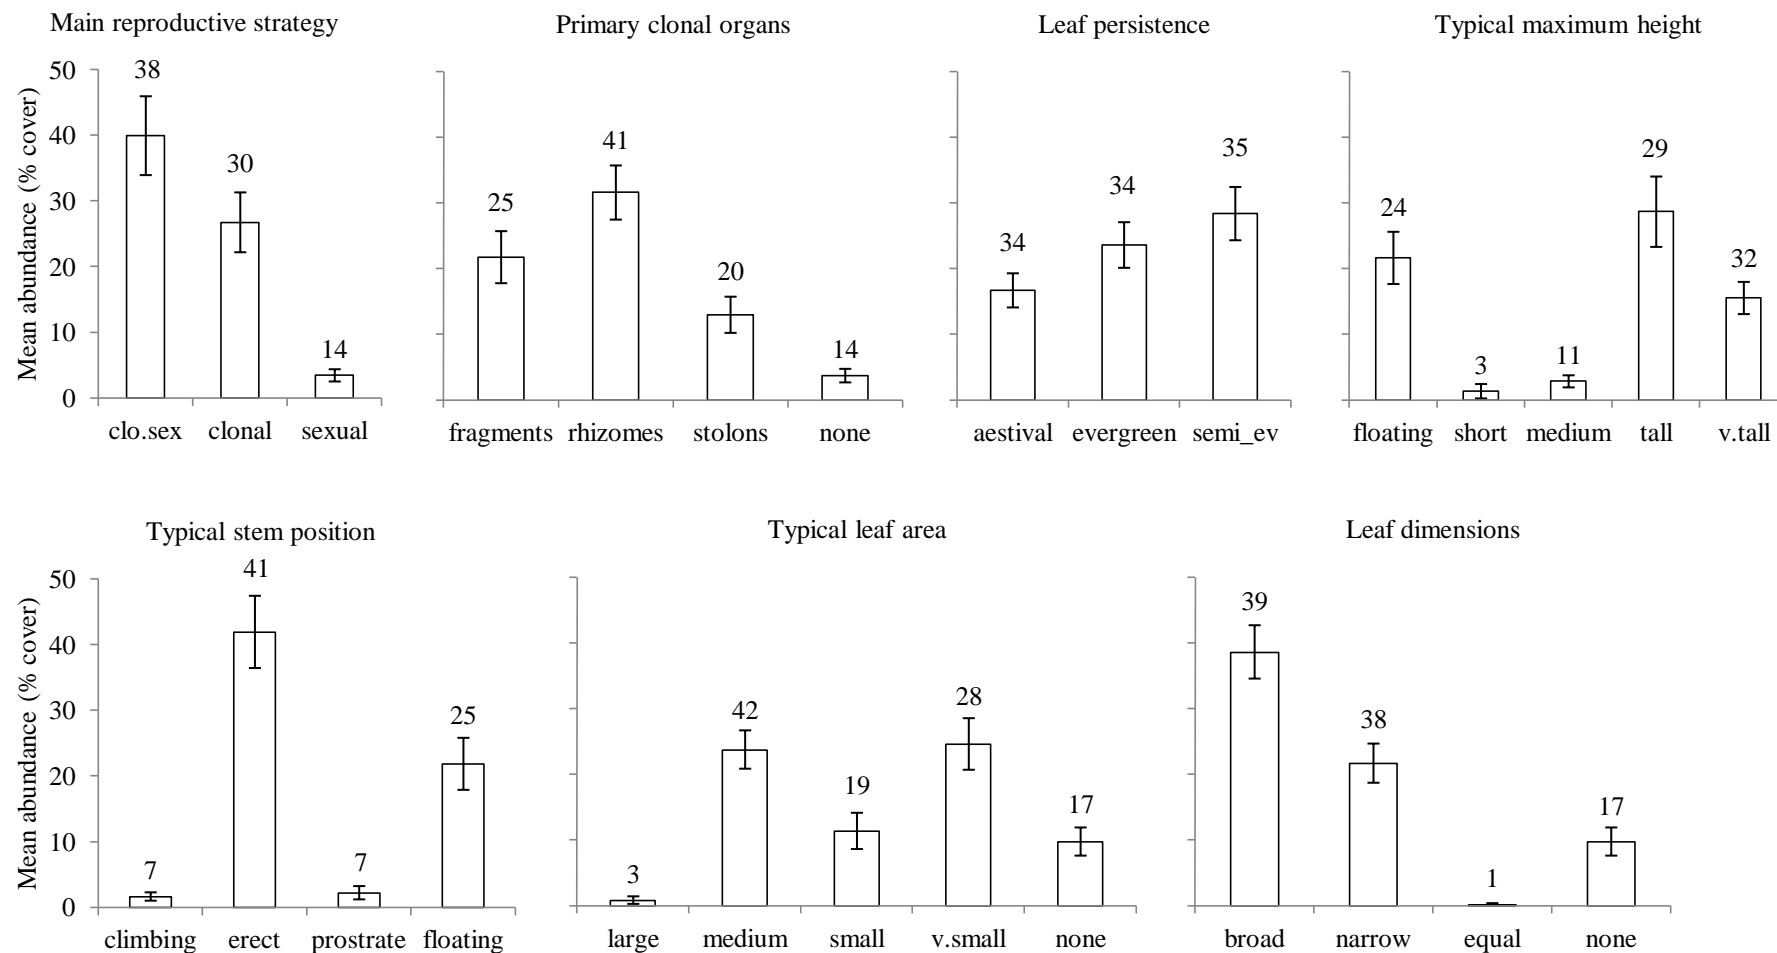 Main reproductive strategy
Primary clonal organs
Leaf persistence
Typical maximum height
Mean abundance (% cover)
50
40
30
20
10
0
38
30
14
clo.sex clonal sexual
25
41
20
14
fragments rhizomes stolons none
34
34
35
aestival evergreen semi_ev
24
3
11
29
32
floating short medium tall v.tall
Typical stem position
Typical leaf area
Leaf dimensions
Mean abundance (% cover)
50
40
30
20
10
0
7
41
7
25
climbing erect prostrate floating
3
42
19
28
17
large medium small v.small none
39
38
1
17
broad narrow equal none